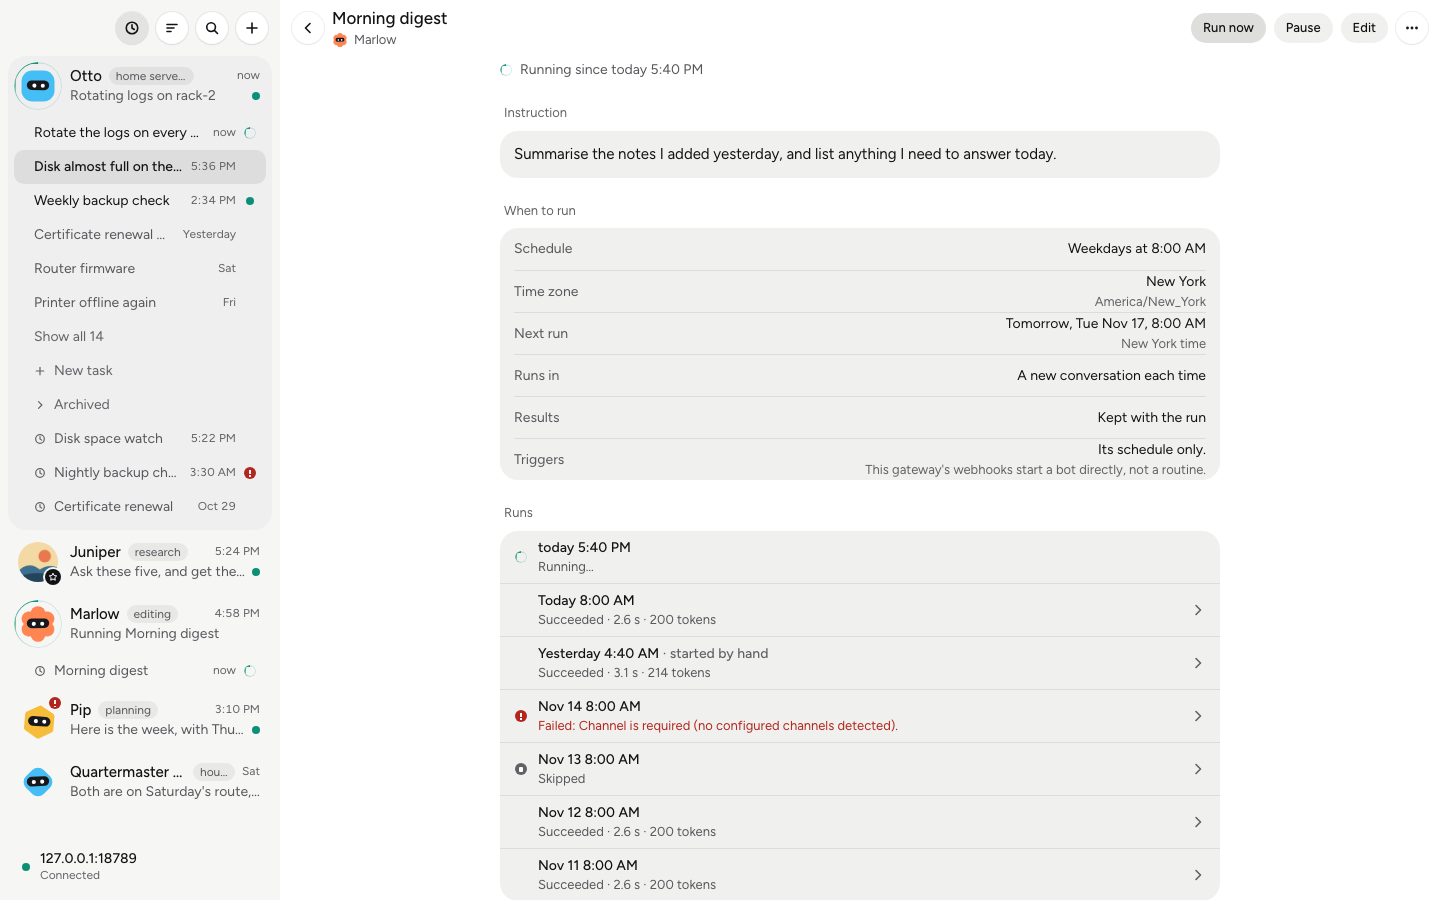 Otto
home serve...
now
Rotating logs on rack-2
Rotate the logs on every ...
now
Disk almost full on the...
5:36 PM
Weekly backup check
2:34 PM
Certificate renewal ...
Yesterday
Router firmware
Sat
Printer offline again
Fri
Show all 14
New task
Archived
Disk space watch
5:22 PM
Nightly backup ch...
3:30 AM
Certificate renewal
Oct 29
Juniper
research
5:24 PM
Ask these five, and get the...
Marlow
editing
4:58 PM
Running Morning digest
Morning digest
now
Pip
planning
3:10 PM
Here is the week, with Thu...
Quartermaster ...
hou...
Sat
Both are on Saturday's route,...
127.0.0.1:18789
Connected
Morning digest
Marlow
Run now
Pause
Edit
Running since today 5:40 PM
Instruction
Summarise the notes I added yesterday, and list anything I need to answer today.
When to run
Schedule
Weekdays at 8:00 AM
Time zone
New York
America/New_York
Next run
Tomorrow, Tue Nov 17, 8:00 AM
New York time
Runs in
A new conversation each time
Results
Kept with the run
Triggers
Its schedule only.
This gateway's webhooks start a bot directly, not a routine.
Runs
today 5:40 PM
Running...
Today 8:00 AM
Succeeded · 2.6 s · 200 tokens
Yesterday 4:40 AM · started by hand
Succeeded · 3.1 s · 214 tokens
Nov 14 8:00 AM
Failed: Channel is required (no configured channels detected).
Nov 13 8:00 AM
Skipped
Nov 12 8:00 AM
Succeeded · 2.6 s · 200 tokens
Nov 11 8:00 AM
Succeeded · 2.6 s · 200 tokens